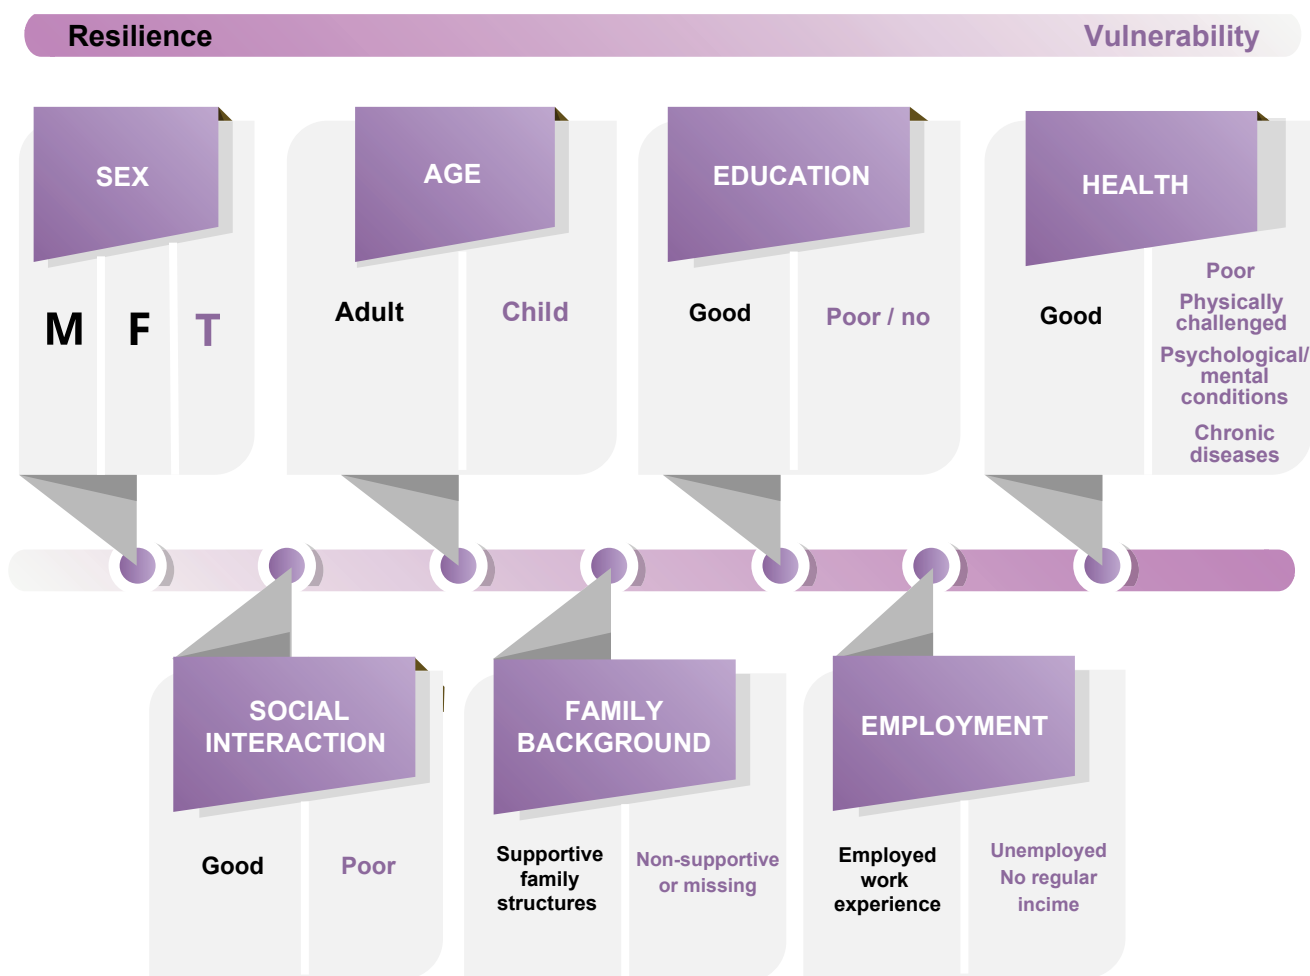 Resilience
Vulnerability
SEX
M
F
T
AGE
Adult
Child
EDUCATION
Good
Poor / no
HEALTH
Good
Poor
Physically
challenged
Psychological/
mental
conditions
Chronic
diseases
SOCIAL
INTERACTION
Good
Poor
FAMILY
BACKGROUND
Supportive
family
structures
Non-supportive
or missing
EMPLOYMENT
Employed
work
experience
Unemployed
No regular
incime